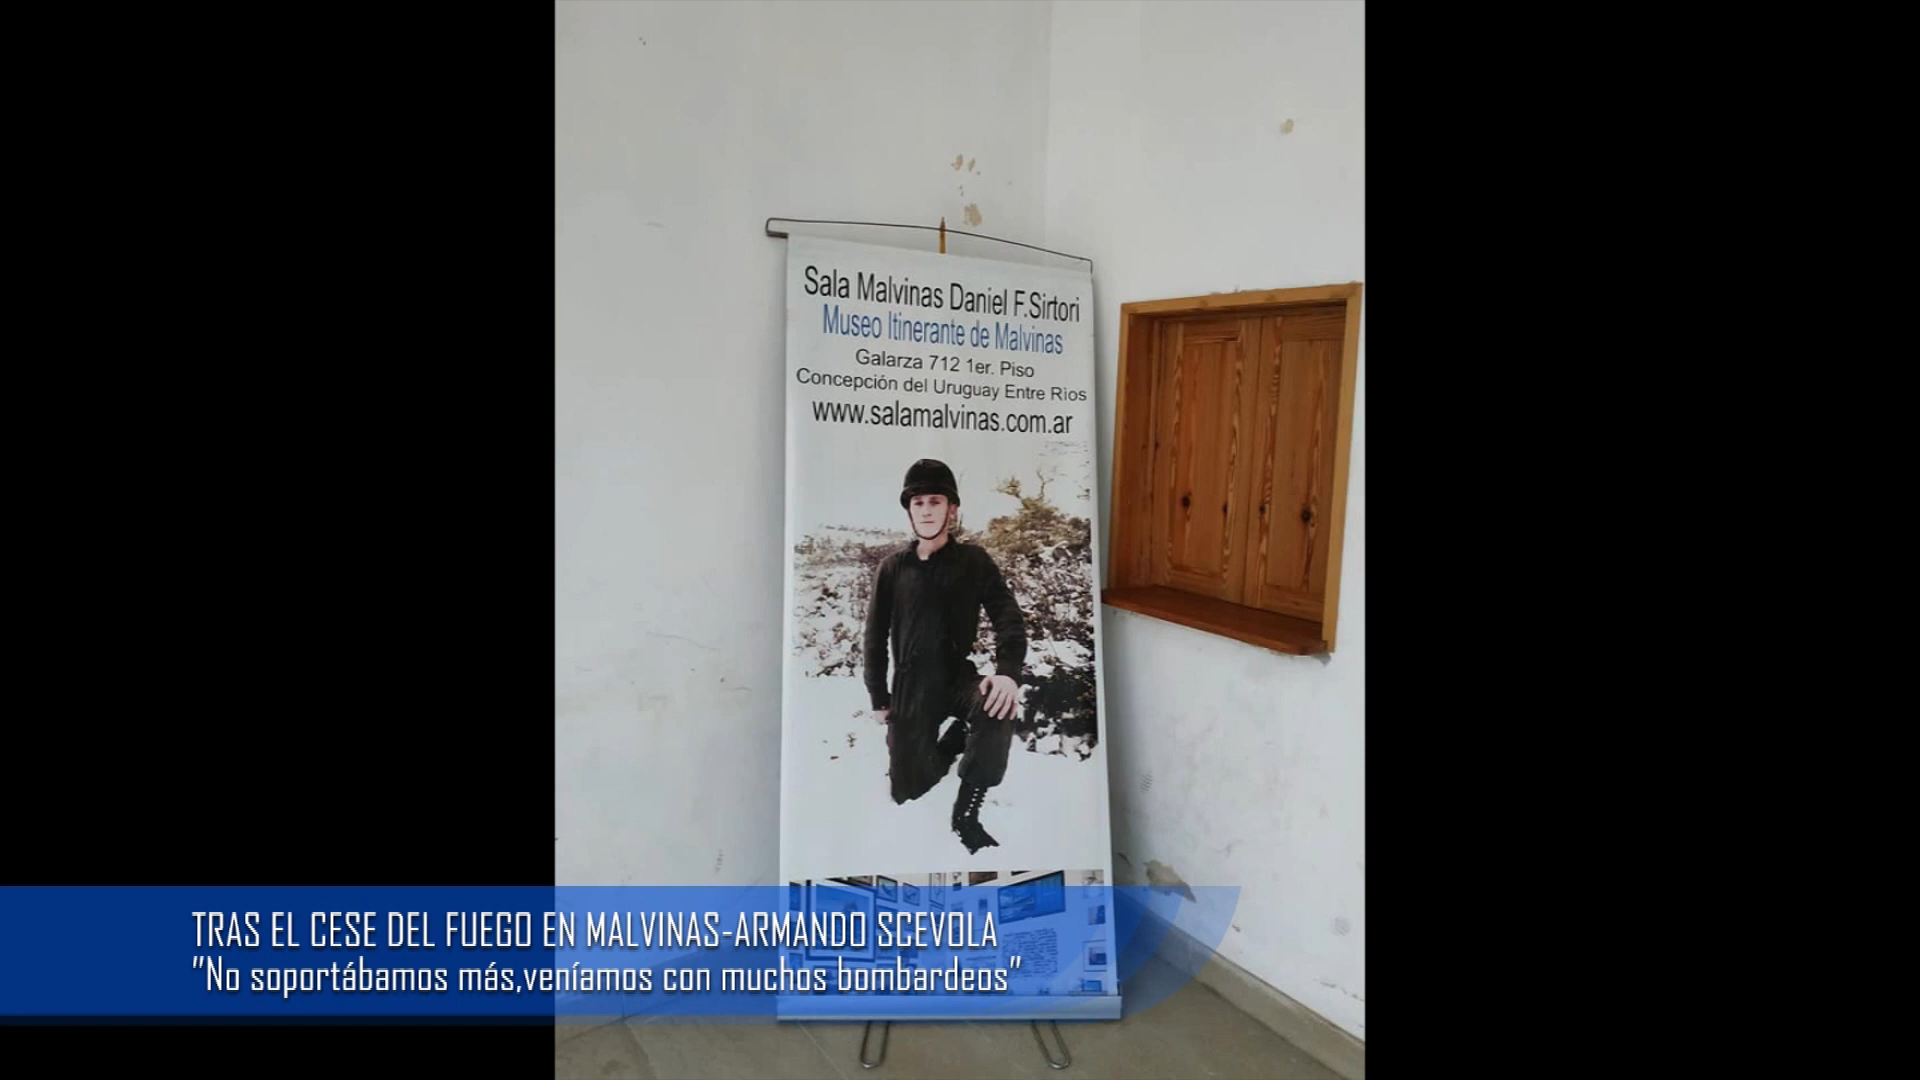 Sala Malvinas Daniel F.Sirtori
Museo Itinerante de Malvinas
Galarza 712 1er. Piso
Concepción del Uruguay Entre Rìos
www.salamalvinas.com.ar
TRAS EL CESE DEL FUEGO EN MALVINAS-ARMANDO SCEVOLA
"No soportábamos más,veníamos con muchos bombardeos"